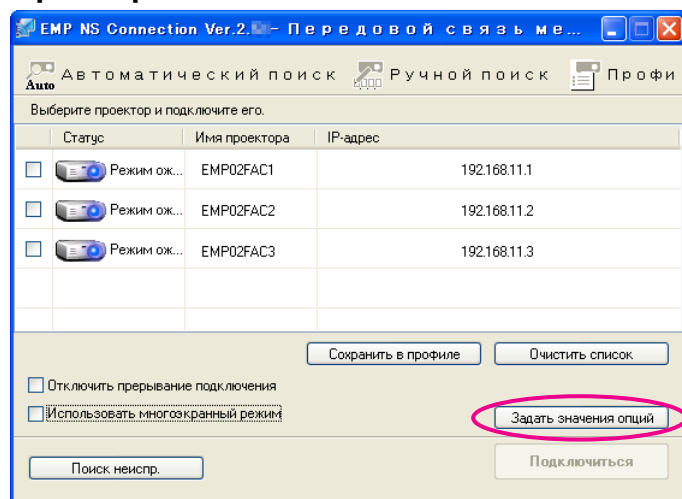 EMP NS Connection Ver.2. - Передовой связь ме...
Auto Автоматический поиск Ручной поиск Профи
Выберите проектор и подключите его.
Статус Имя проектора IP-адрес
Режим ож... EMP02FAC1 192.168.11.1
Режим ож... EMP02FAC2 192.168.11.2
Режим ож... EMP02FAC3 192.168.11.3
Сохранить в профиле Очистить список
Отключить прерывание подключения
Использовать многоэкранный режим Задать значения опций
Поиск неиспр. Подключиться